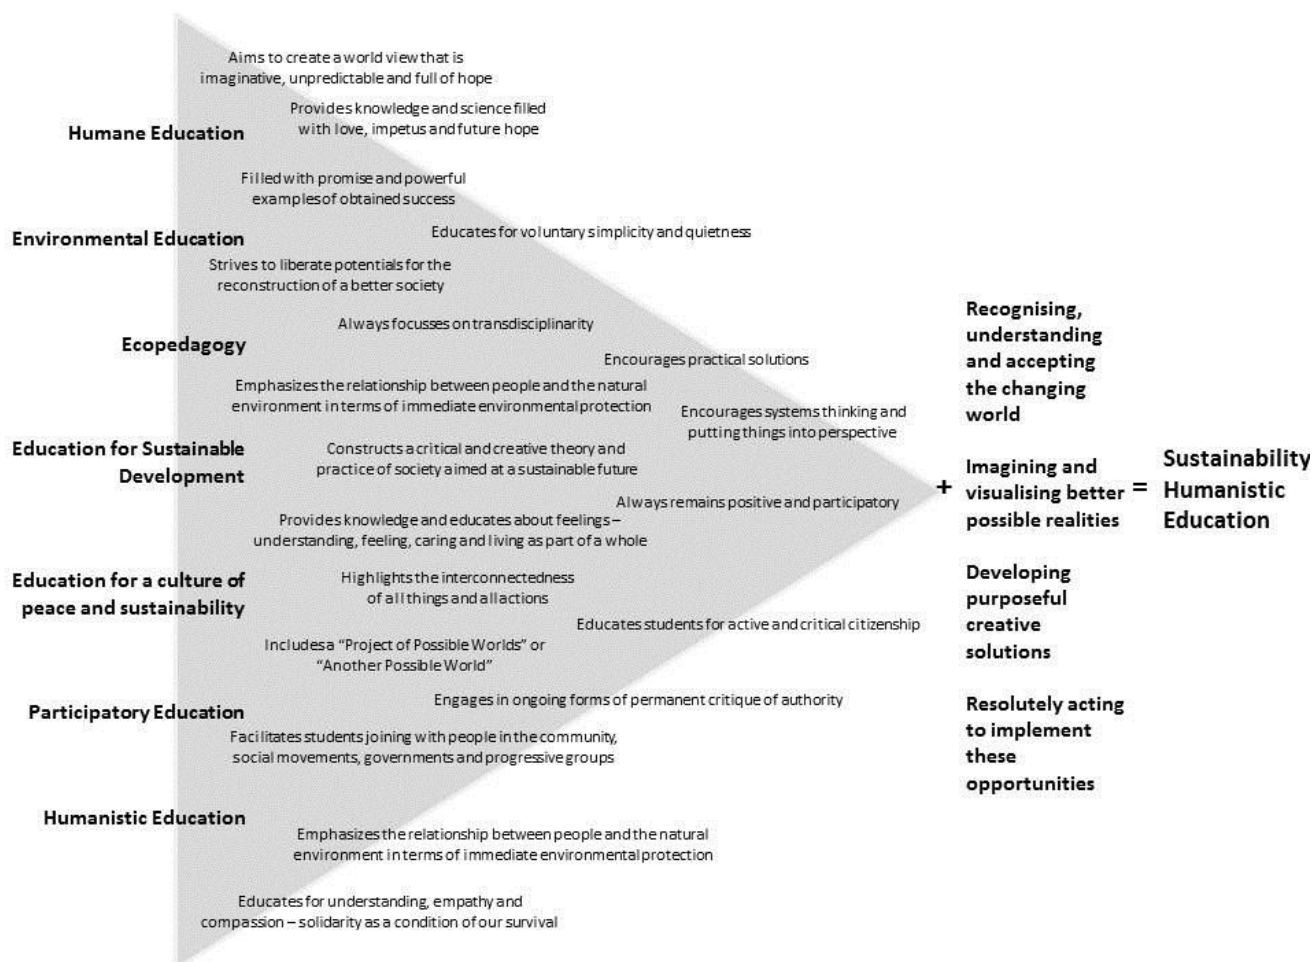 Aims to create a world view that is
imaginative, unpredictable and full of hope
Provides knowledge and science filled
with love, impetus and future hope
Humane Education
Filled with promise and powerful
examples of obtained success
Educates for voluntary simplicity and quietness
Environmental Education
Strives to liberate potentials for the
reconstruction of a better society
Always focusses on transdisciplinarity
Ecopedagogy
Encourages practical solutions
Emphasizes the relationship between people and the natural
environment in terms of immediate environmental protection
Encourages systems thinking and
putting things into perspective
Education for Sustainable
Development
Constructs a critical and creative theory and
practice of society aimed at a sustainable future
Always remains positive and participatory
Provides knowledge and educates about feelings –
understanding, feeling, caring and living as part of a whole
Education for a culture of
peace and sustainability
Highlights the interconnectedness
of all things and all actions
Educates students for active and critical citizenship
Includes a “Project of Possible Worlds” or
“Another Possible World”
Engages in ongoing forms of permanent critique of authority
Participatory Education
Facilitates students joining with people in the community,
social movements, governments and progressive groups
Humanistic Education
Emphasizes the relationship between people and the natural
environment in terms of immediate environmental protection
Educates for understanding, empathy and
compassion – solidarity as a condition of our survival
+
Recognising,
understanding
and accepting
the changing
world
Imagining and
visualising better
possible realities
Developing
purposeful
creative
solutions
Resolutely acting
to implement
these
opportunities
=
Sustainability
Humanistic
Education